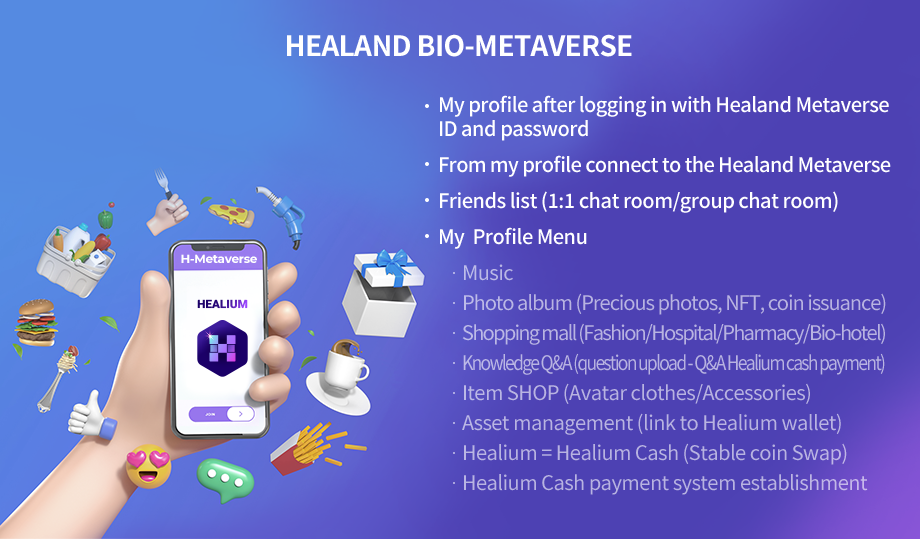 HEALAND BIO-METAVERSE
• My profile after logging in with Healand Metaverse
ID and password
• From my profile connect to the Healand Metaverse
• Friends list (1:1 chat room/group chat room)
• My Profile Menu
· Music
· Photo album (Precious photos, NFT, coin issuance)
· Shopping mall (Fashion/Hospital/Pharmacy/Bio-hotel)
· Knowledge Q&A (question upload - Q&A Healium cash payment)
· Item SHOP (Avatar clothes/Accessories)
· Asset management (link to Healium wallet)
· Healium = Healium Cash (Stable coin Swap)
· Healium Cash payment system establishment
H-Metaverse
HEALIUM
JOIN